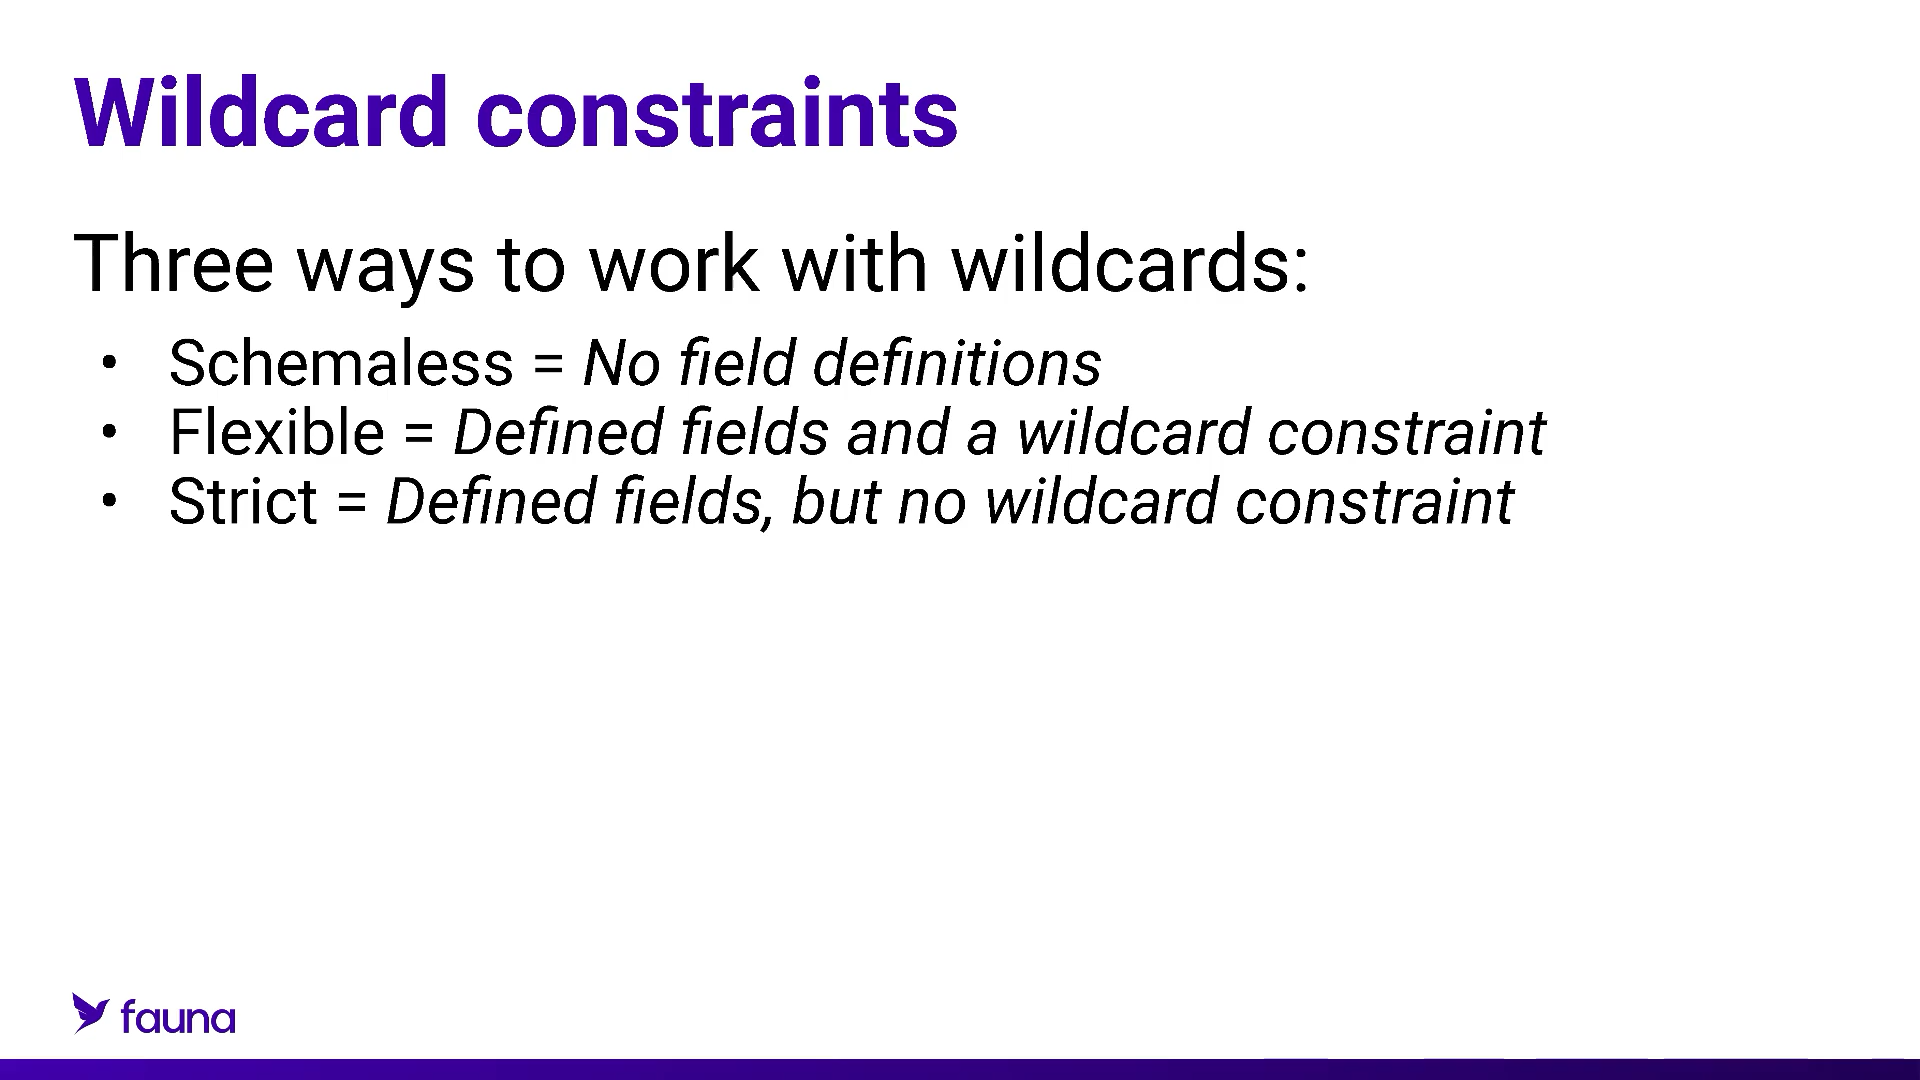 Wildcard constraints
Three ways to work with wildcards:
• Schemaless = No field definitions
• Flexible = Defined fields and a wildcard constraint
• Strict = Defined fields, but no wildcard constraint
fauna